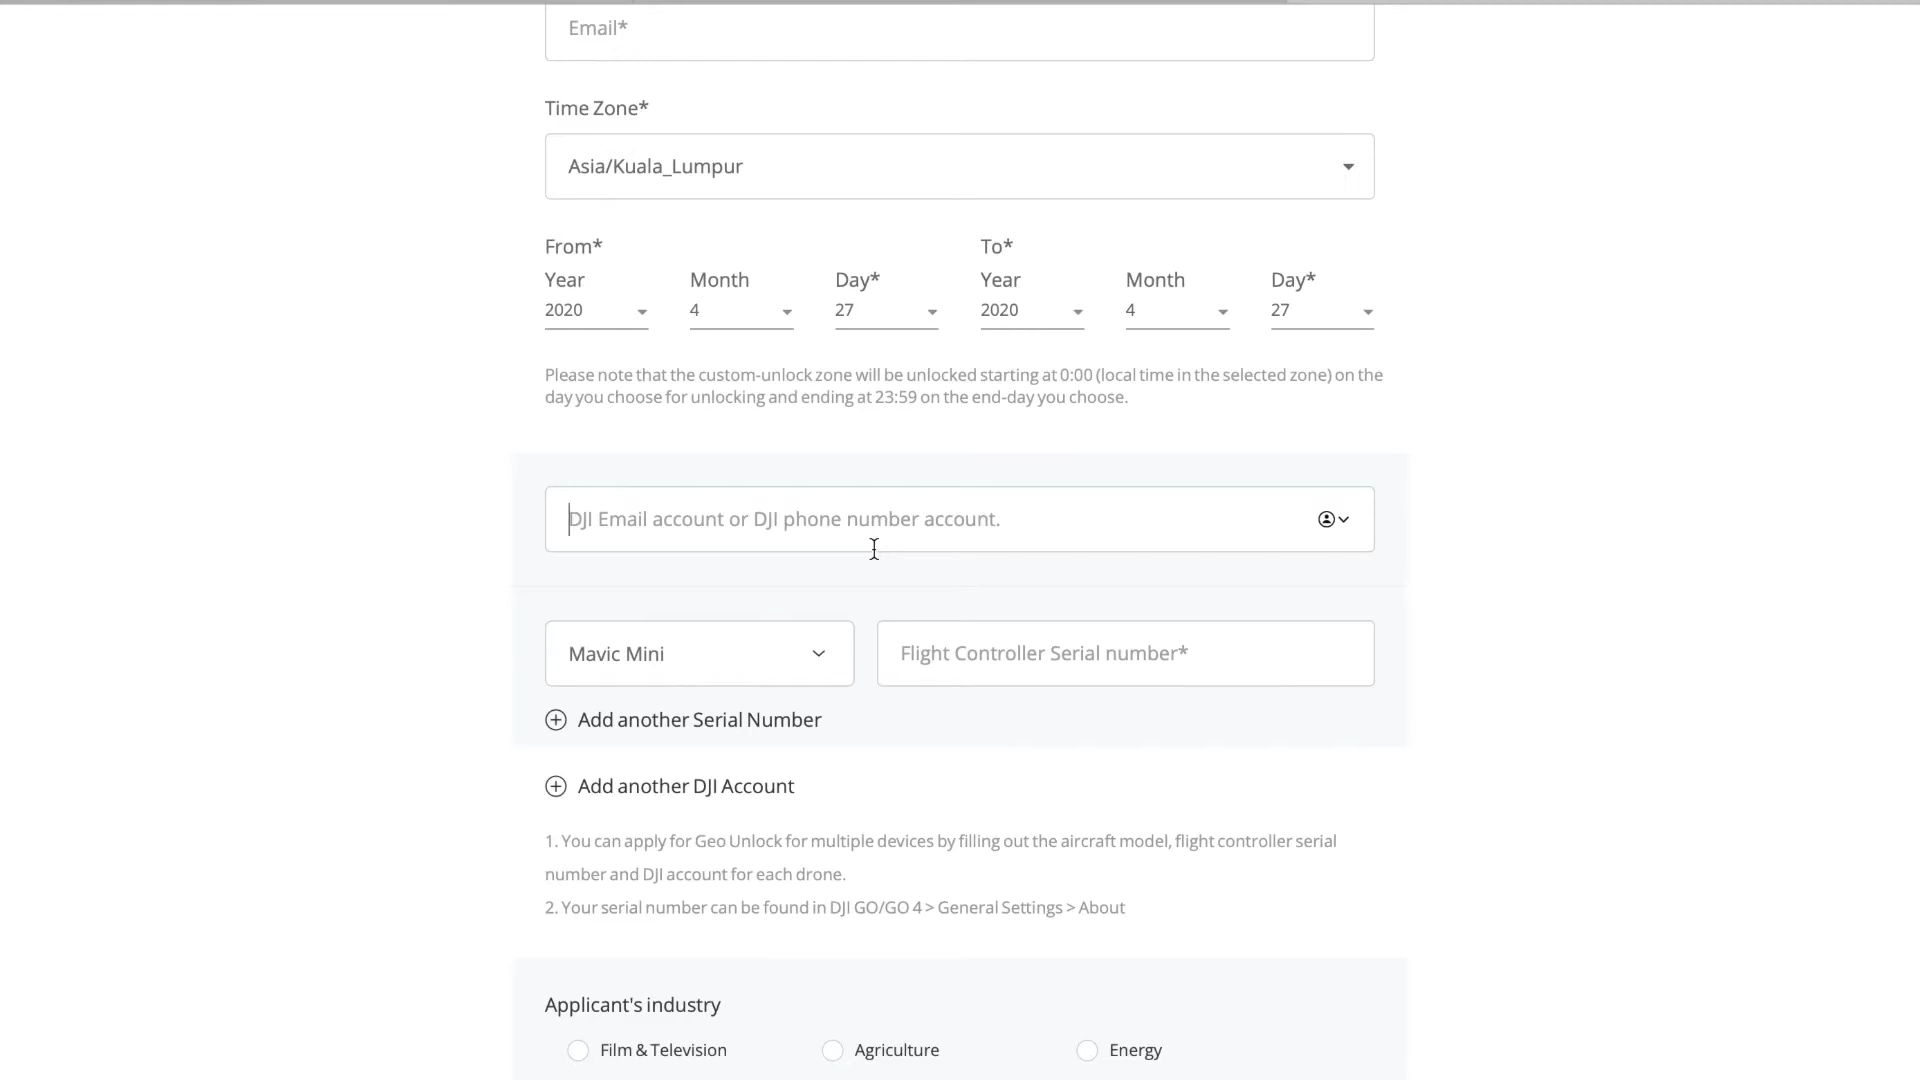 Email*
Time Zone*
Asia/Kuala_Lumpur
From* To*
Year Month Day* Year Month Day*
2020 4 27 2020 4 27
Please note that the custom-unlock zone will be unlocked starting at 0:00 (local time in the selected zone) on the
day you choose for unlocking and ending at 23:59 on the end-day you choose.
DJI Email account or DJI phone number account.
Mavic Mini Flight Controller Serial number*
Add another Serial Number
Add another DJI Account
1. You can apply for Geo Unlock for multiple devices by filling out the aircraft model, flight controller serial
number and DJI account for each drone.
2. Your serial number can be found in DJI GO/GO 4 > General Settings > About
Applicant's industry
Film & Television Agriculture Energy